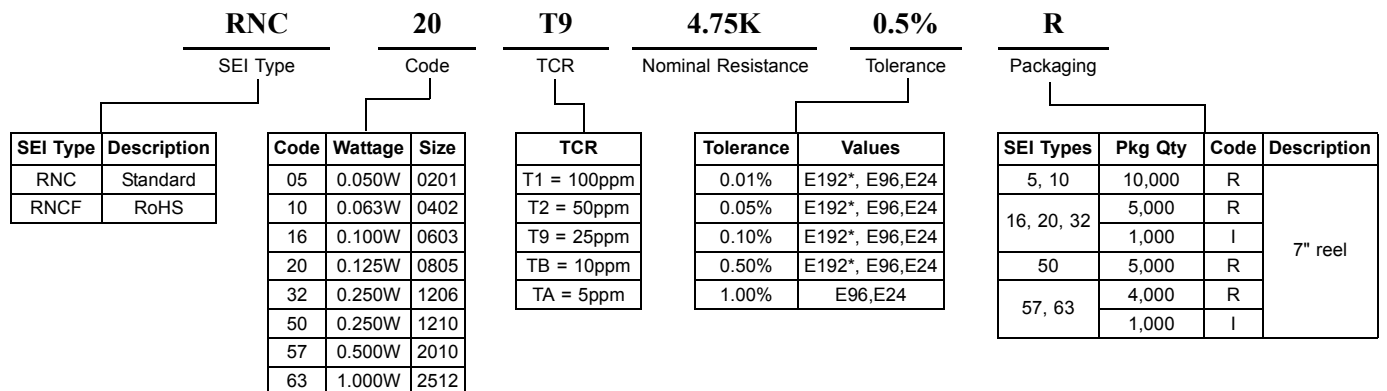 RNC 20 T9 4.75K 0.5% R
SEI Type Code TCR Nominal Resistance Tolerance Packaging
SEI Type Description
RNC Standard
RNCF RoHS
Code Wattage Size
05 0.050W 0201
10 0.063W 0402
16 0.100W 0603
20 0.125W 0805
32 0.250W 1206
50 0.250W 1210
57 0.500W 2010
63 1.000W 2512
TCR
T1 = 100ppm
T2 = 50ppm
T9 = 25ppm
TB = 10ppm
TA = 5ppm
Tolerance Values
0.01% E192*, E96,E24
0.05% E192*, E96,E24
0.10% E192*, E96,E24
0.50% E192*, E96,E24
1.00% E96,E24
SEI Types Pkg Qty Code Description
5, 10 10,000 R
16, 20, 32 5,000 R
1,000 I
7" reel
50 5,000 R
57, 63 4,000 R
1,000 I